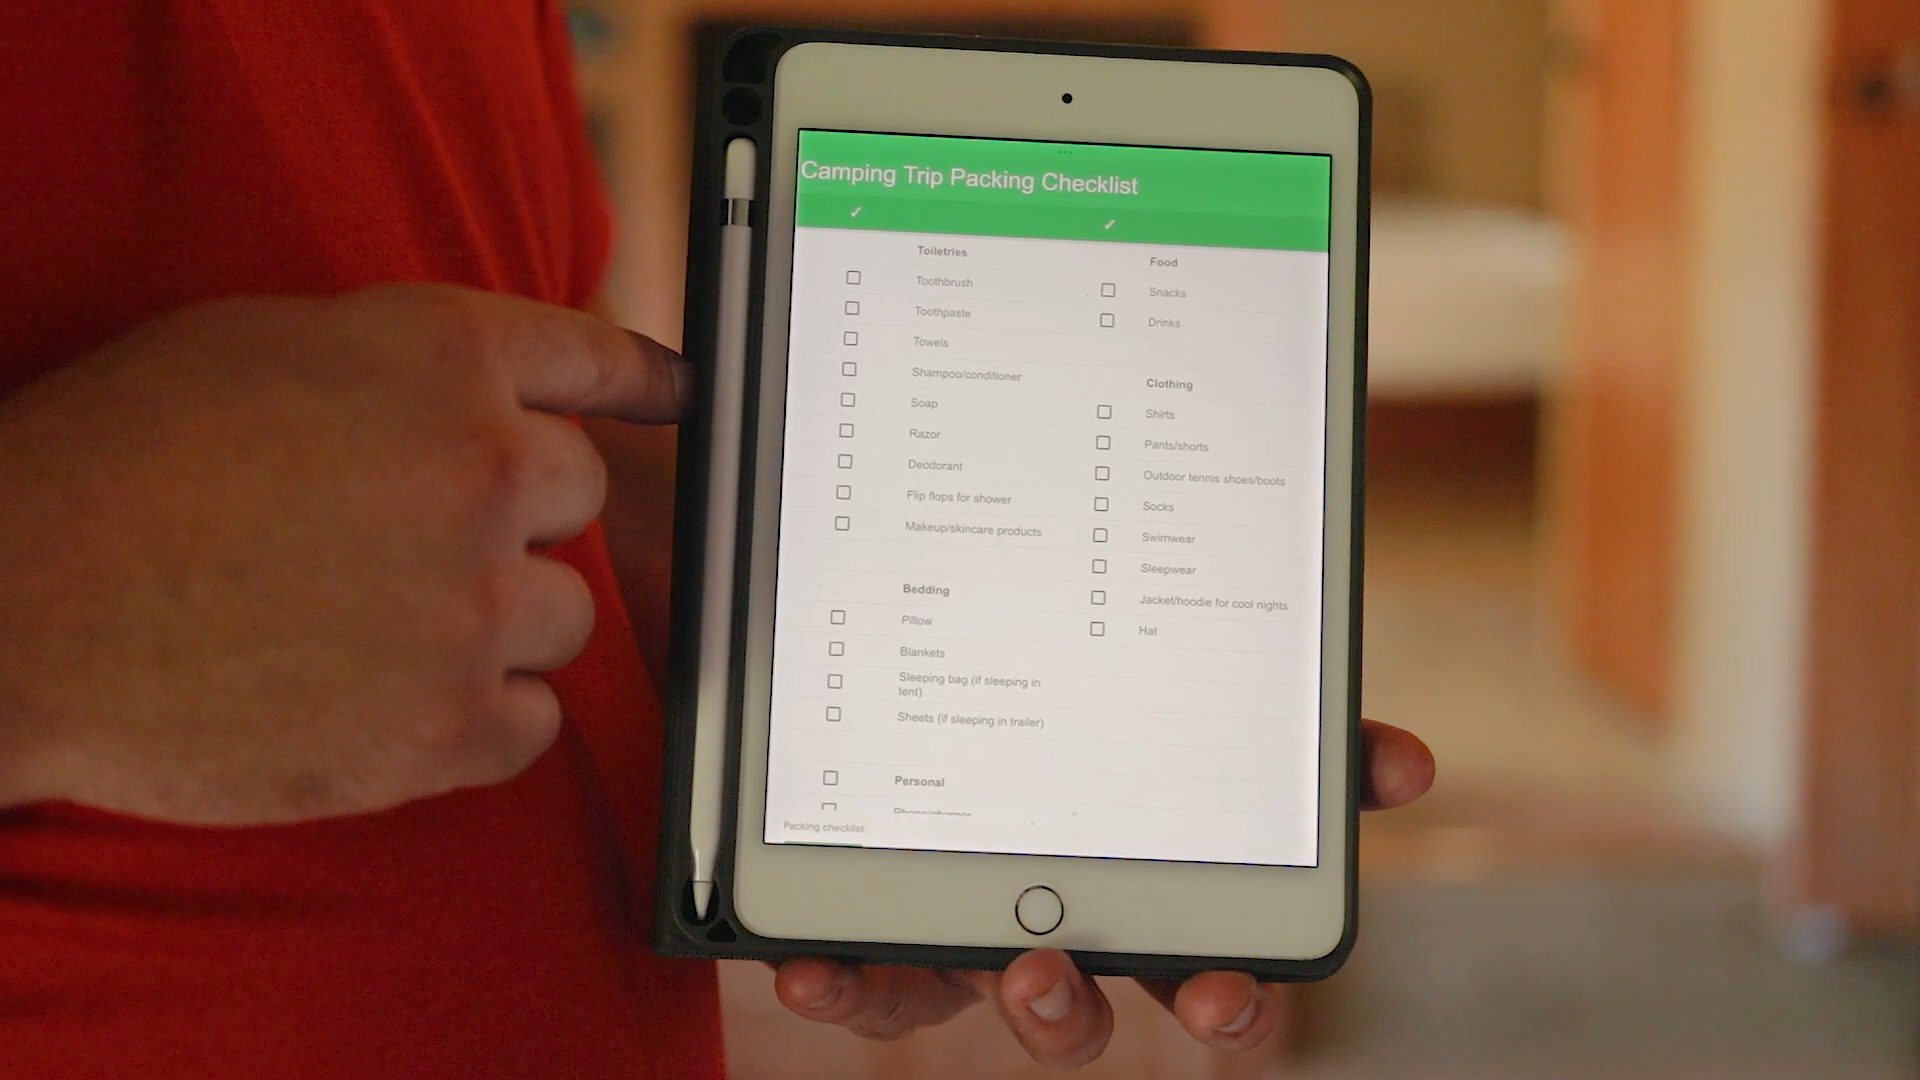 Camping Trip Packing Checklist
✓ ✓
Toiletries
Toothbrush
Toothpaste
Towels
Shampoo/conditioner
Soap
Razor
Deodorant
Flip flops for shower
Makeup/skincare products
Bedding
Pillow
Blankets
Sleeping bag (if sleeping in
tent)
Sheets (if sleeping in trailer)
Personal
Food
Snacks
Drinks
Clothing
Shirts
Pants/shorts
Outdoor tennis shoes/boots
Socks
Swimwear
Sleepwear
Jacket/hoodie for cool nights
Hat
Packing checklist